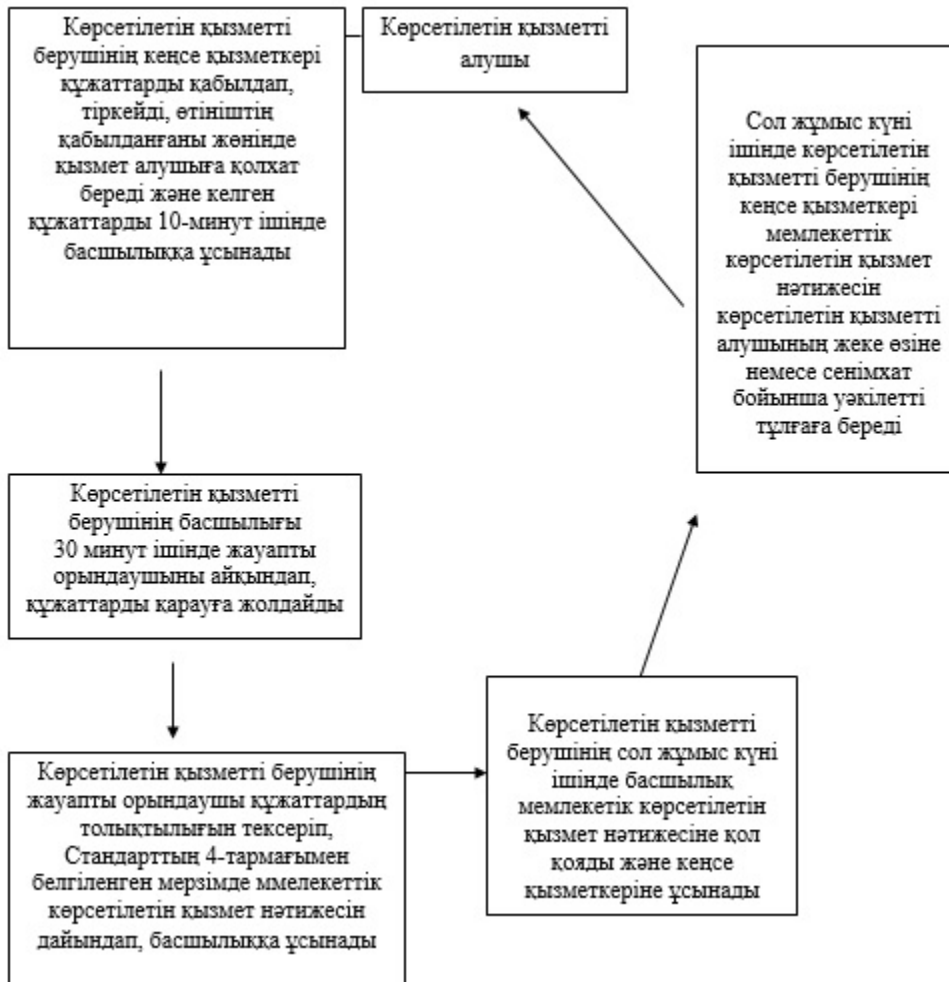 Көрсетілетін қызметті
берушінің кеңсе қызметкері
құжаттарды қабылдап,
тіркейді, өтініштің
қабылданғаны жөнінде
қызмет алушыға қолхат
береді және келген
құжаттарды 10-минут ішінде
басшылыққа ұсынады
Көрсетілетін қызметті
алушы
Сол жұмыс күні
ішінде көрсетілетін
қызметті берушінің
кеңсе қызметкері
мемлекеттік
көрсетілетін қызмет
нәтижесін
көрсетілетін қызметті
алушының жеке өзіне
немесе сенімхат
бойынша уәкілетті
тұлғаға береді
Көрсетілетін қызметті
берушінің басшылығы
30 минут ішінде жауапты
орындаушыны айқындап,
құжаттарды қарауға жолдайды
Көрсетілетін қызметті берушінің
жауапты орындаушы құжаттардың
толықтылығын тексеріп,
Стандарттың 4-тармағымен
белгіленген мерзімде ммелекеттік
көрсетілетін қызмет нәтижесін
дайындап, басшылыққа ұсынады
Көрсетілетін қызметті
берушінің сол жұмыс күні
ішінде басшылық
мемлекетік көрсетілетін
қызмет нәтижесіне қол
қояды және кеңсе
қызметкеріне ұсынады